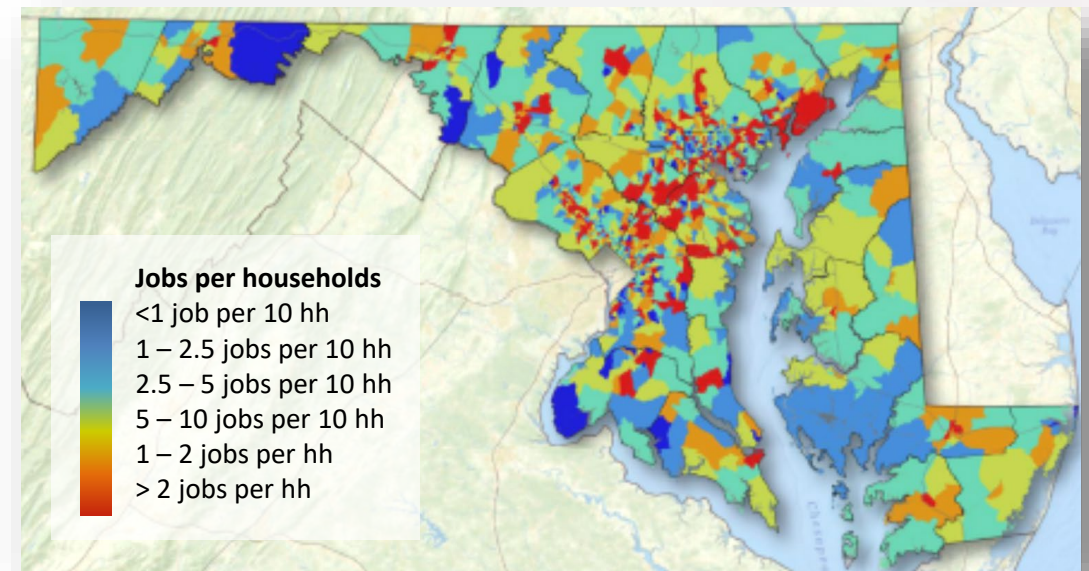 Jobs per households
<1 job per 10 hh
1 – 2.5 jobs per 10 hh
2.5 – 5 jobs per 10 hh
5 – 10 jobs per 10 hh
1 – 2 jobs per hh
> 2 jobs per hh